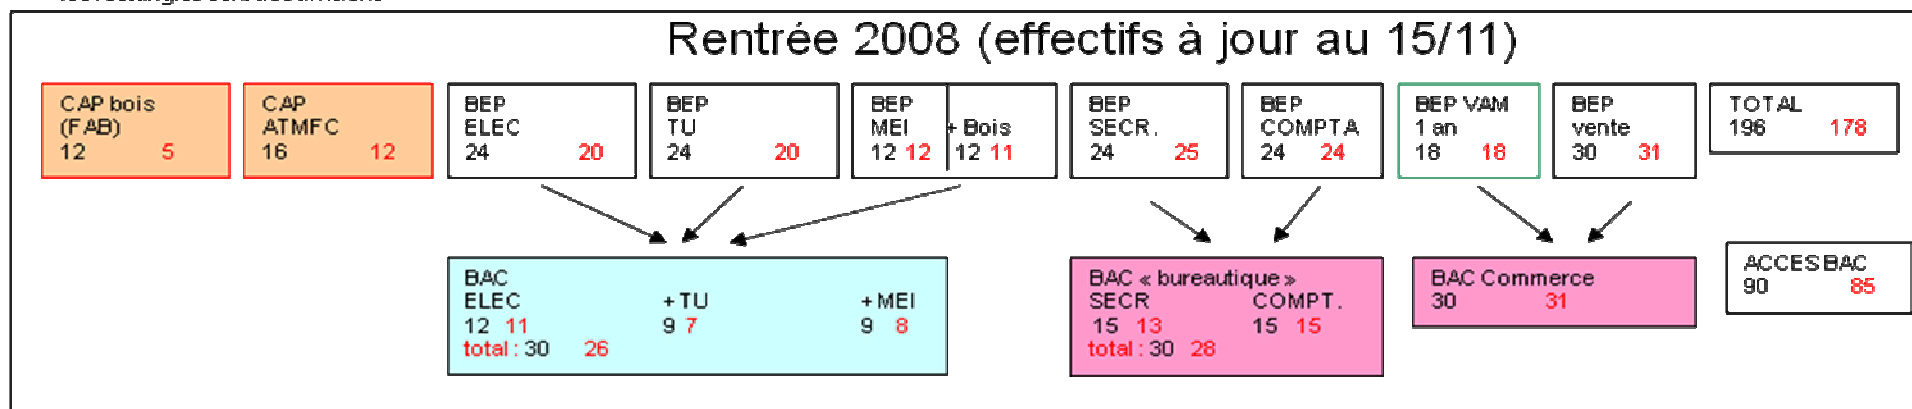 Rentrée 2008 (effectifs à jour au 15/11)
CAP bois
(FAB)
12 5
CAP
ATMFC
16 12
BEP
ELEC
24 20
BEP
TU
24 20
BEP
MEI + Bois
12 12 12 11
BEP
SECR.
24 25
BEP
COMPTA
24 24
BEP VAM
1 an
18 18
BEP
vente
30 31
TOTAL
196 178
BAC
ELEC + TU + MEI
12 11 9 7 9 8
total : 30 26
BAC « bureautique »
SECR COMPT.
15 13 15 15
total : 30 28
BAC Commerce
30 31
ACCES BAC
90 85